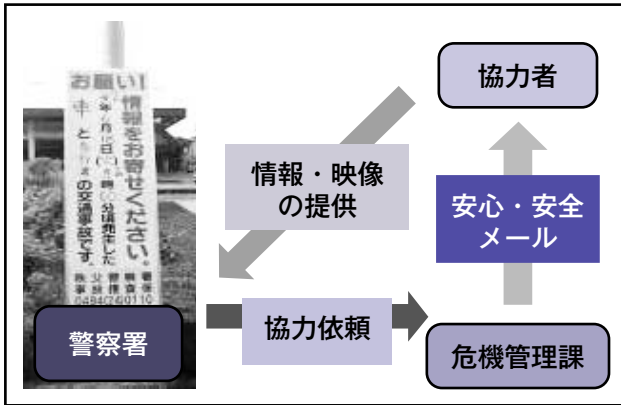 お願い!
情報をお寄せください。
の交通事故です。
協力者
情報・映像
の提供
安心・安全
メール
警察署
協力依頼
危機管理課